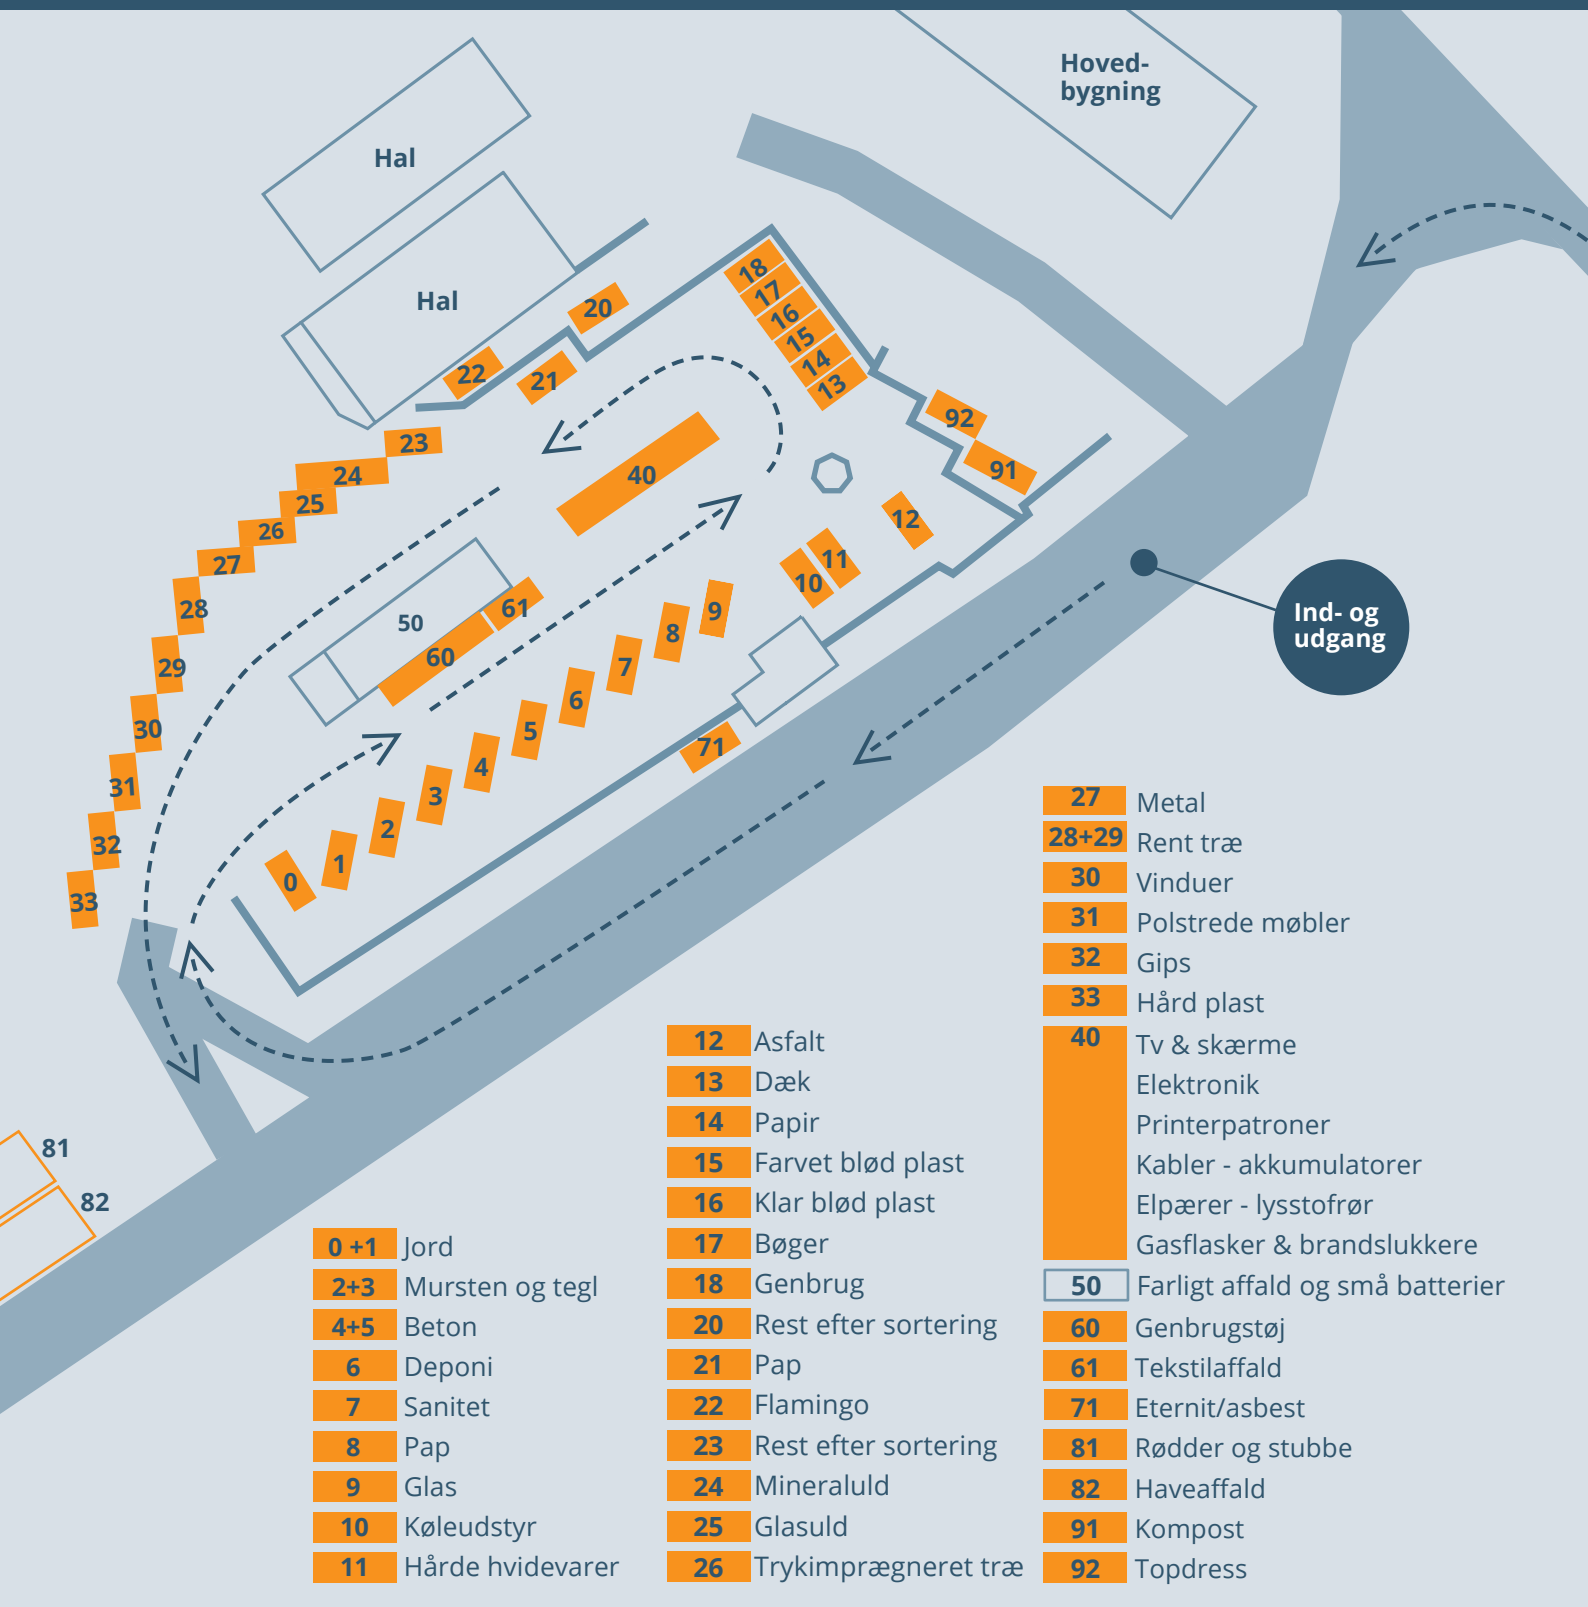 Hoved-
bygning
Hal
Hal
18
17
16
15
14
13
20
22
21
23
24
25
26
27
28
29
30
31
32
33
40
92
91
12
11
10
50
61
60
9
8
7
6
5
4
3
2
1
0
71
Ind- og
udgang
81
82
0 +1 Jord
2+3 Mursten og tegl
4+5 Beton
6 Deponi
7 Sanitet
8 Pap
9 Glas
10 Køleudstyr
11 Hårde hvidevarer
12 Asfalt
13 Dæk
14 Papir
15 Farvet blød plast
16 Klar blød plast
17 Bøger
18 Genbrug
20 Rest efter sortering
21 Pap
22 Flamingo
23 Rest efter sortering
24 Mineraluld
25 Glasuld
26 Trykimprægneret træ
27 Metal
28+29 Rent træ
30 Vinduer
31 Polstrede møbler
32 Gips
33 Hård plast
40 Tv & skærme
Elektronik
Printerpatroner
Kabler - akkumulatorer
Elpærer - lysstofrør
Gasflasker & brandslukkere
50 Farligt affald og små batterier
60 Genbrugstøj
61 Tekstilaffald
71 Eternit/asbest
81 Rødder og stubbe
82 Haveaffald
91 Kompost
92 Topdress